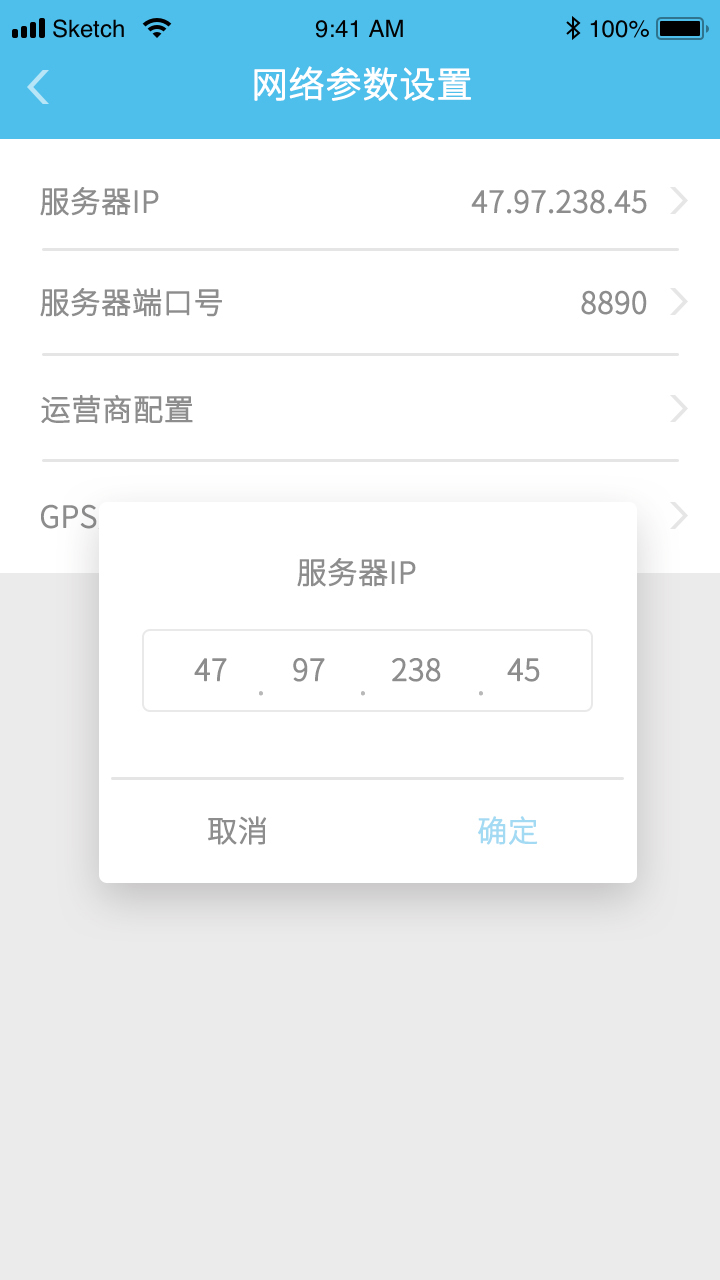 Sketch 9:41 AM 100%
网络参数设置
服务器IP 47.97.238.45
服务器端口号 8890
运营商配置
GPS
服务器IP
47 . 97 . 238 . 45
取消 确定